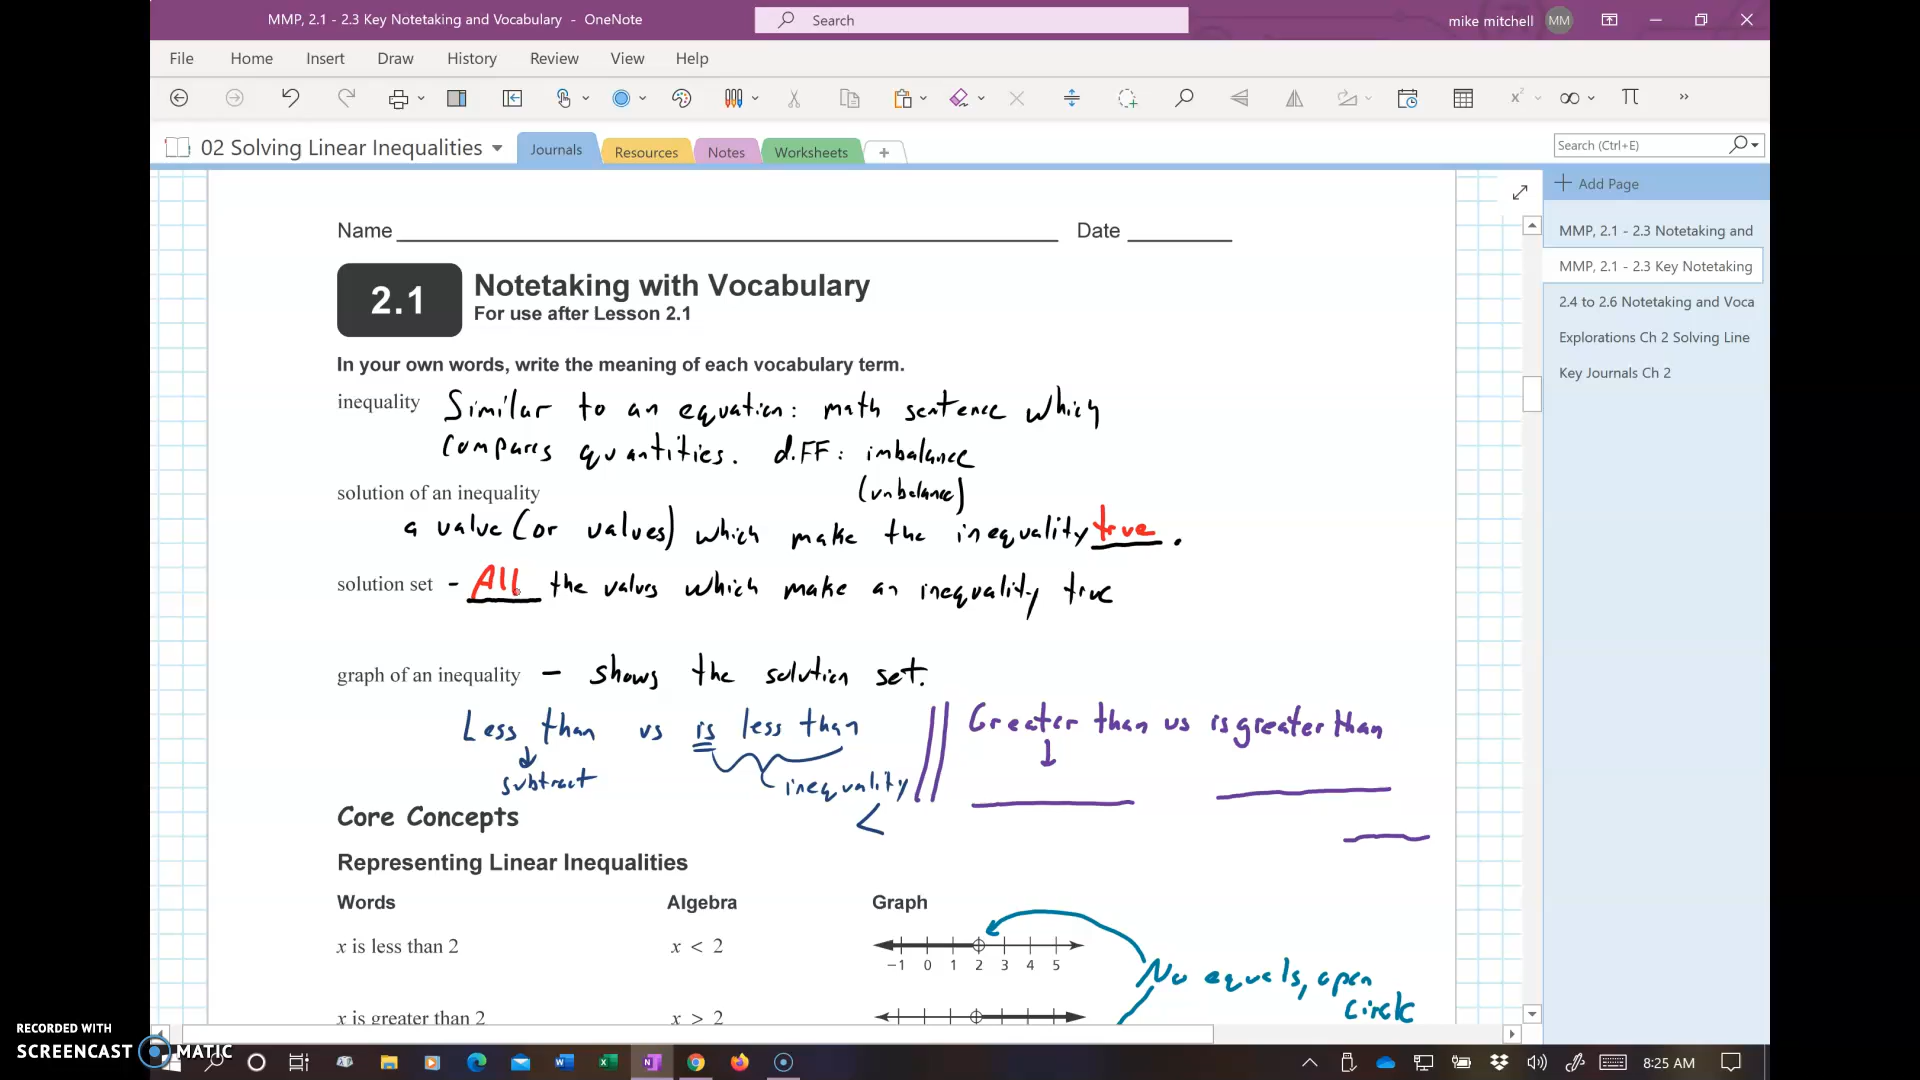 MMP, 2.1 - 2.3 Key Notetaking and Vocabulary - OneNote
Search
mike mitchell MM
File Home Insert Draw History Review View Help
02 Solving Linear Inequalities
Journals Resources Notes Worksheets +
Search (Ctrl+E)
Add Page
MMP, 2.1 - 2.3 Notetaking and
MMP, 2.1 - 2.3 Key Notetaking
2.4 to 2.6 Notetaking and Voca
Explorations Ch 2 Solving Line
Key Journals Ch 2
Name Date
2.1 Notetaking with Vocabulary
For use after Lesson 2.1
In your own words, write the meaning of each vocabulary term.
inequality Similar to an equation: math sentence which
compares quantities. diff: imbalance
(unbalance)
solution of an inequality
a value (or values) which make the inequality true.
solution set - All the values which make an inequality true
graph of an inequality - shows the solution set.
Less than vs is less than || Greater than vs is greater than
subtract inequality
<
Core Concepts
Representing Linear Inequalities
Words Algebra Graph
x is less than 2 x < 2
-1 0 1 2 3 4 5
No equals, open
circle
x is greater than 2 x > 2
RECORDED WITH
SCREENCAST MATIC
8:25 AM